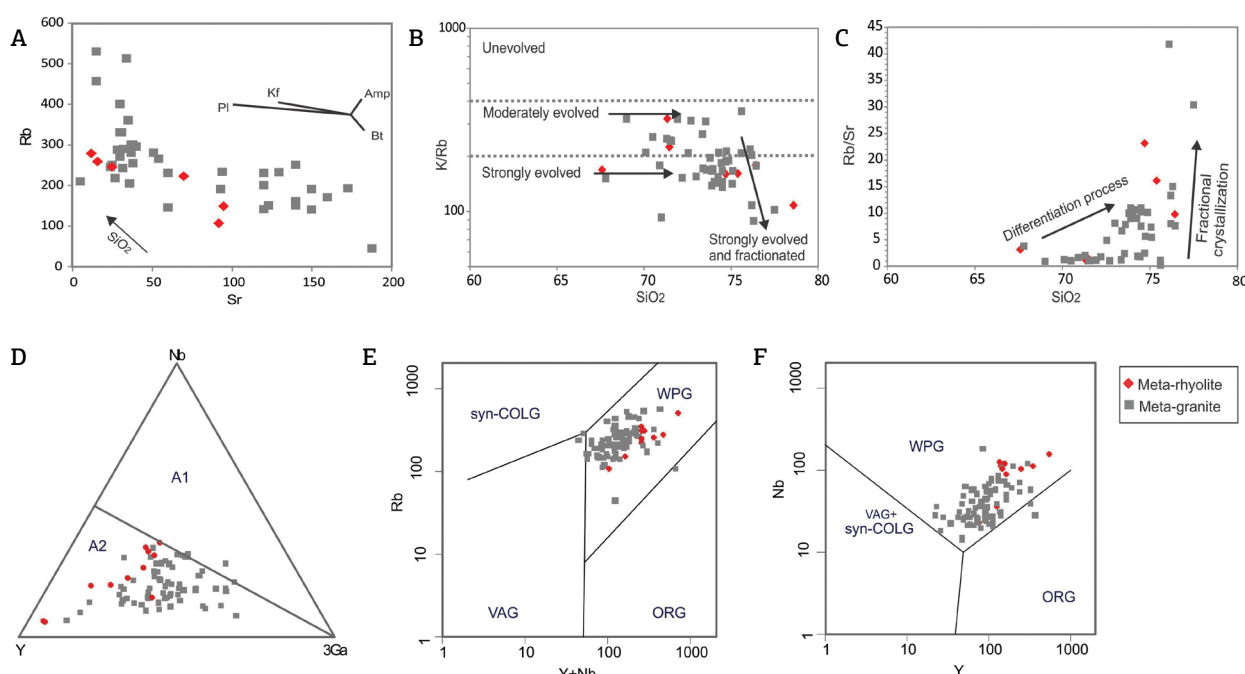 A
600
500
400
300
200
100
0
0
50
100
150
200
Rb
Sr
Pl
Kf
Amp
Bt
SiO2
B
1000
100
K/Rb
Unevolved
Moderately evolved
Strongly evolved
Strongly evolved
and fractionated
60
65
70
75
80
SiO2
C
45
40
35
30
25
20
15
10
5
0
Rb/Sr
Differentiation process
Fractional
crystallization
60
65
70
75
80
SiO2
D
Nb
A1
A2
Y
3Ga
E
1000
100
10
1
Rb
syn-COLG
WPG
VAG
ORG
1
10
100
1000
Y+Nb
F
1000
100
10
1
Nb
WPG
VAG+
syn-COLG
ORG
1
10
100
1000
Y
Meta-rhyolite
Meta-granite